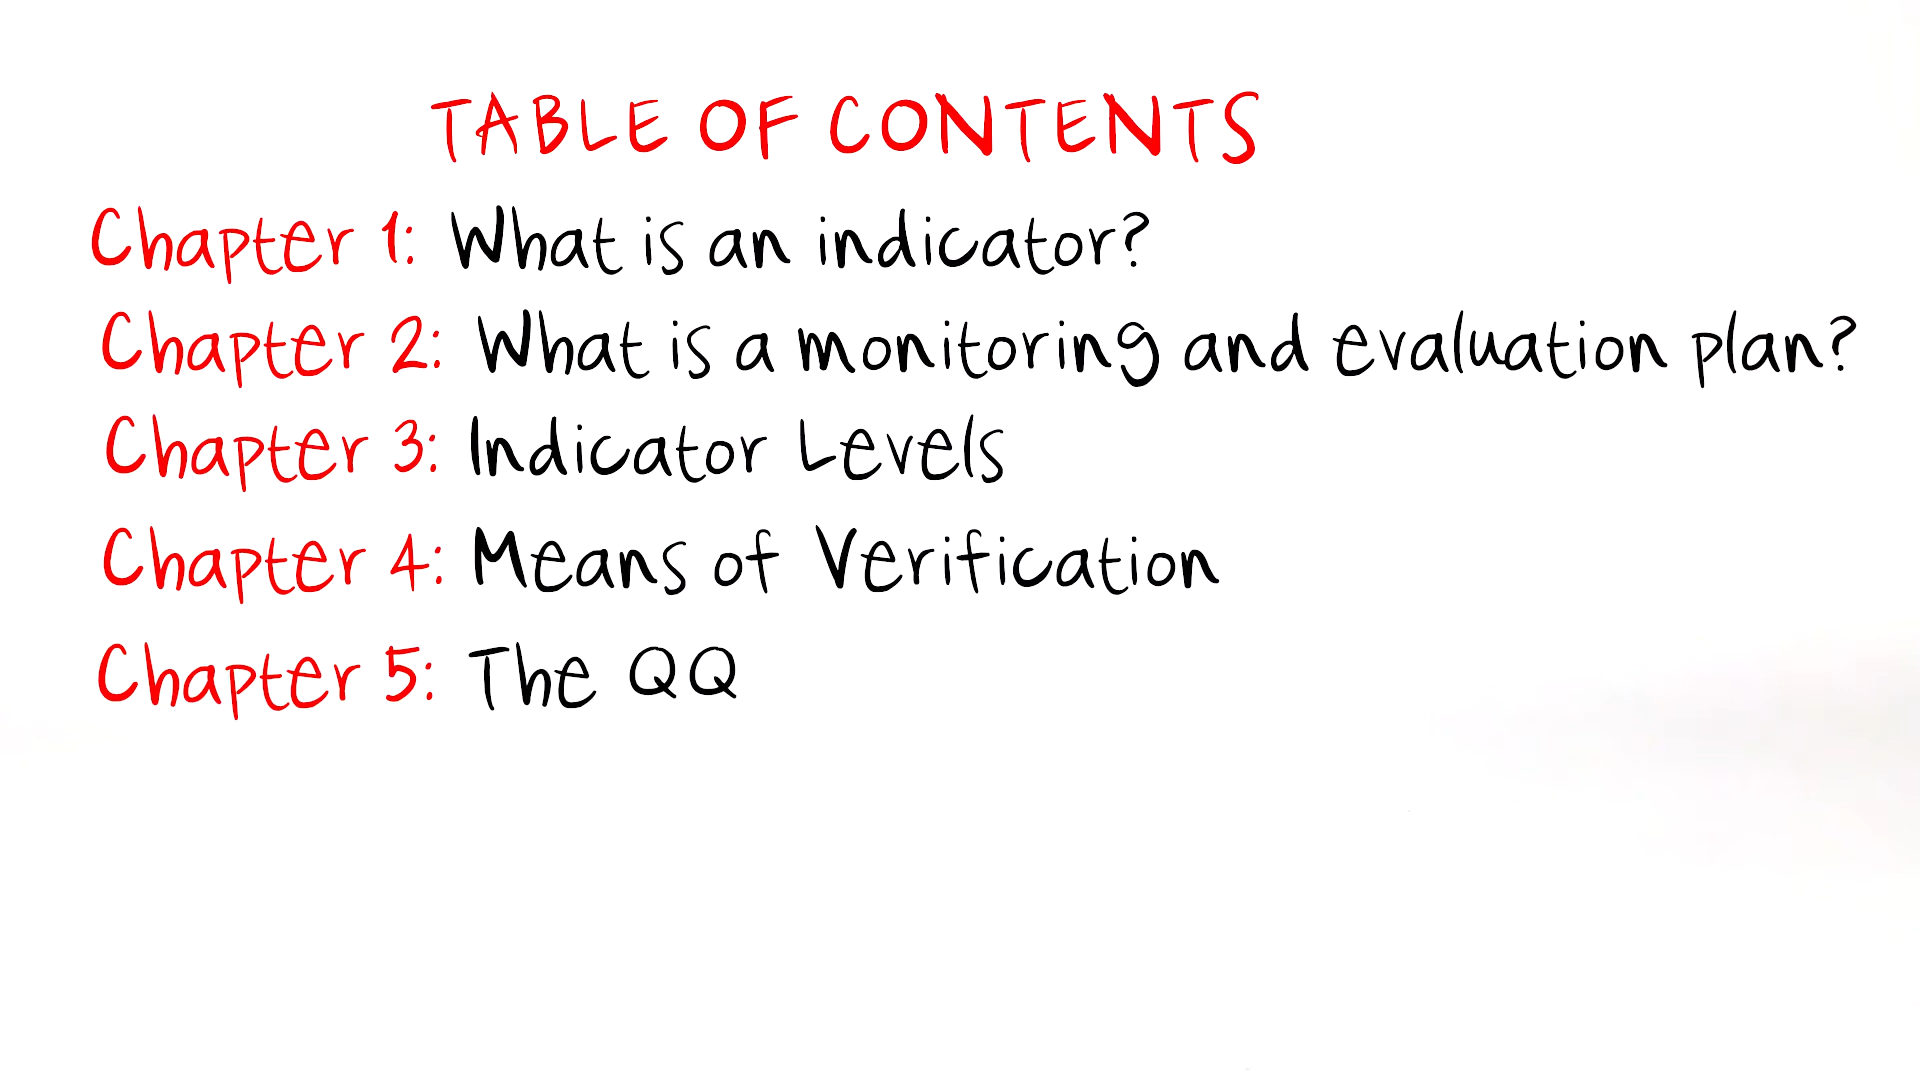 TABLE OF CONTENTS
Chapter 1: What is an indicator?
Chapter 2: What is a monitoring and evaluation plan?
Chapter 3: Indicator Levels
Chapter 4: Means of Verification
Chapter 5: The QQ